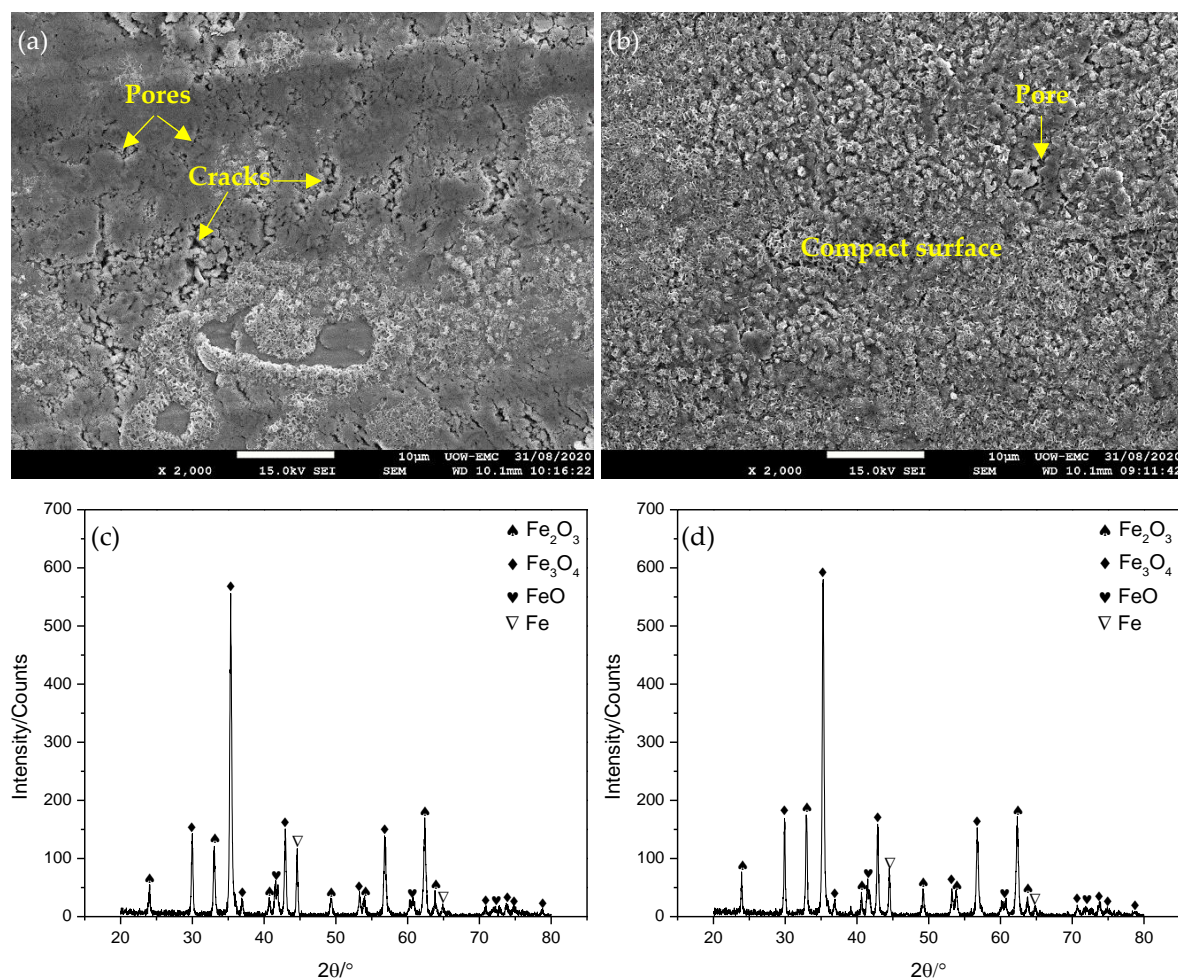 (a)
Pores
Cracks
10μm UOW-EMC 31/08/2020
X 2,000 15.0kV SEI SEM WD 10.1mm 10:16:22
(b)
Pore
Compact surface
10μm UOW-EMC 31/08/2020
X 2,000 15.0kV SEI SEM WD 10.1mm 09:11:42
(c)
♠ Fe₂O₃
♦ Fe₃O₄
♥ FeO
▽ Fe
700
600
500
400
300
200
100
0
Intensity/Counts
20 30 40 50 60 70 80
2θ/°
(d)
♠ Fe₂O₃
♦ Fe₃O₄
♥ FeO
▽ Fe
700
600
500
400
300
200
100
0
Intensity/Counts
20 30 40 50 60 70 80
2θ/°